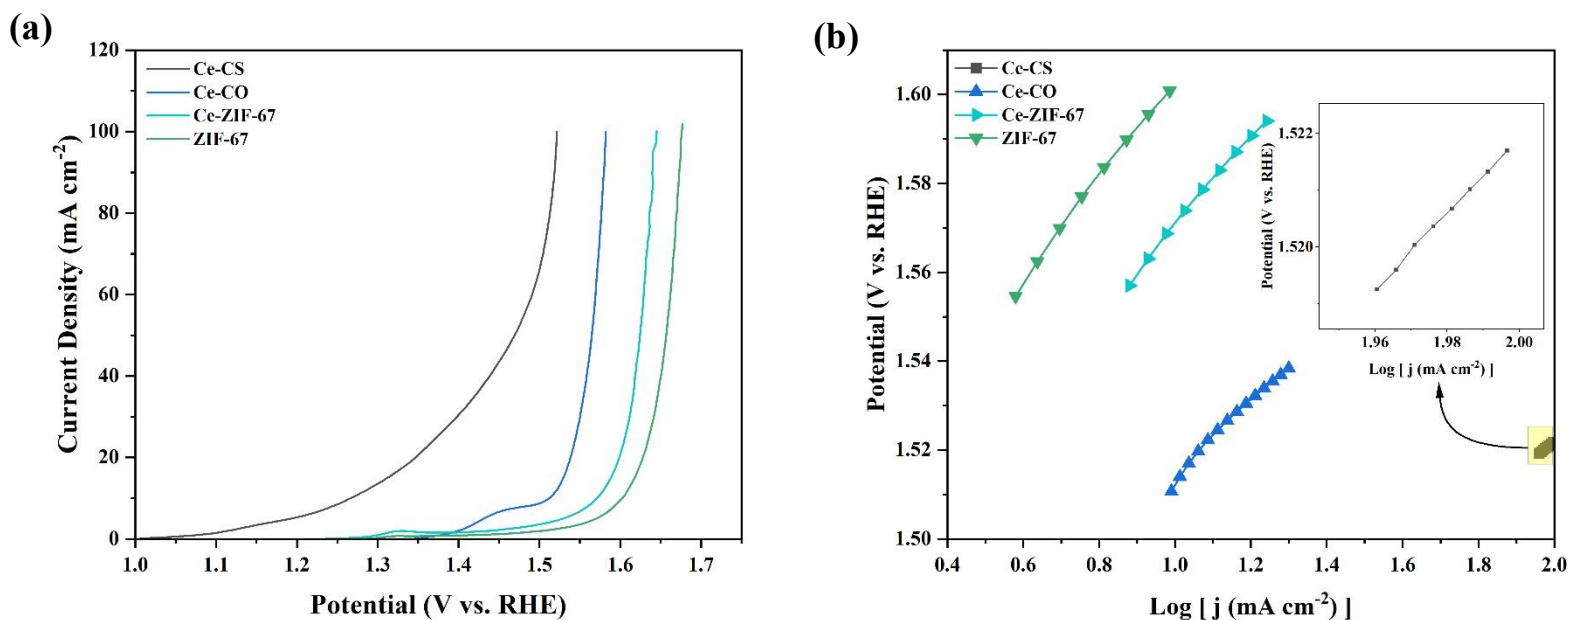 (a)
120
100
80
60
40
20
0
Current Density (mA cm-2)
Ce-CS
Ce-CO
Ce-ZIF-67
ZIF-67
1.0 1.1 1.2 1.3 1.4 1.5 1.6 1.7
Potential (V vs. RHE)
(b)
1.60
1.58
1.56
1.54
1.52
1.50
Potential (V vs. RHE)
Ce-CS
Ce-CO
Ce-ZIF-67
ZIF-67
1.522
1.520
Potential (V vs. RHE)
1.96 1.98 2.00
Log [ j (mA cm-2) ]
0.4 0.6 0.8 1.0 1.2 1.4 1.6 1.8 2.0
Log [ j (mA cm-2) ]